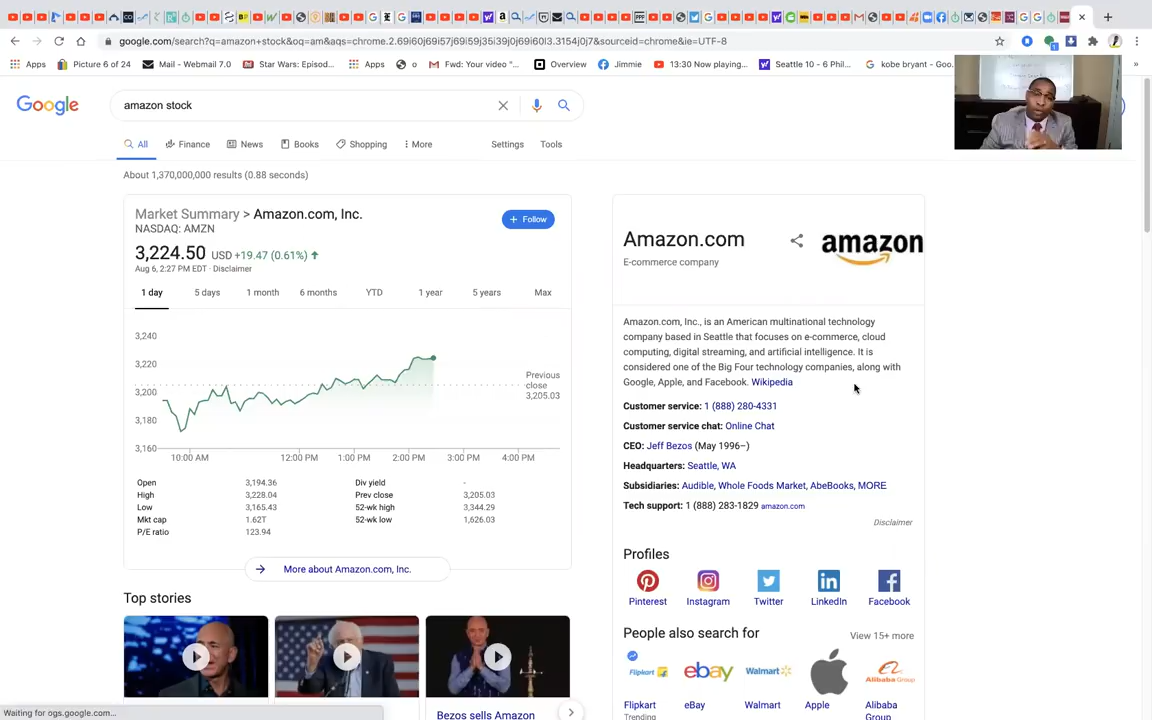 google.com/search?q=amazon+stock&oq=am&aqs=chrome.2.69i60j69i57j69i59j35i39j0j69i60l3.3154j0j7&sourceid=chrome&ie=UTF-8
Apps
Picture 6 of 24
Mail - Webmail 7.0
Star Wars: Episod...
Apps
o
Fwd: Your video "...
Overview
Jimmie
13:30 Now playing...
Seattle 10 - 6 Phil...
kobe bryant - Goo...
»
Google
amazon stock
All
Finance
News
Books
Shopping
More
Settings
Tools
About 1,370,000,000 results (0.88 seconds)
Market Summary > Amazon.com, Inc.
NASDAQ: AMZN
+ Follow
3,224.50 USD +19.47 (0.61%)
Aug 6, 2:27 PM EDT · Disclaimer
1 day
5 days
1 month
6 months
YTD
1 year
5 years
Max
3,240
3,220
3,200
3,180
3,160
Previous
close
3,205.03
10:00 AM
12:00 PM
1:00 PM
2:00 PM
3:00 PM
4:00 PM
Open 3,194.36 Div yield -
High 3,228.04 Prev close 3,205.03
Low 3,165.43 52-wk high 3,344.29
Mkt cap 1.62T 52-wk low 1,626.03
P/E ratio 123.94
More about Amazon.com, Inc.
Top stories
Bezos sells Amazon
Amazon.com
E-commerce company
amazon
Amazon.com, Inc., is an American multinational technology
company based in Seattle that focuses on e-commerce, cloud
computing, digital streaming, and artificial intelligence. It is
considered one of the Big Four technology companies, along with
Google, Apple, and Facebook. Wikipedia
Customer service: 1 (888) 280-4331
Customer service chat: Online Chat
CEO: Jeff Bezos (May 1996–)
Headquarters: Seattle, WA
Subsidiaries: Audible, Whole Foods Market, AbeBooks, MORE
Tech support: 1 (888) 283-1829 amazon.com
Disclaimer
Profiles
Pinterest
Instagram
Twitter
LinkedIn
Facebook
People also search for
View 15+ more
Flipkart
ebay
Walmart
Alibaba Group
Flipkart
Trending
eBay
Walmart
Apple
Alibaba
Group
Waiting for ogs.google.com...